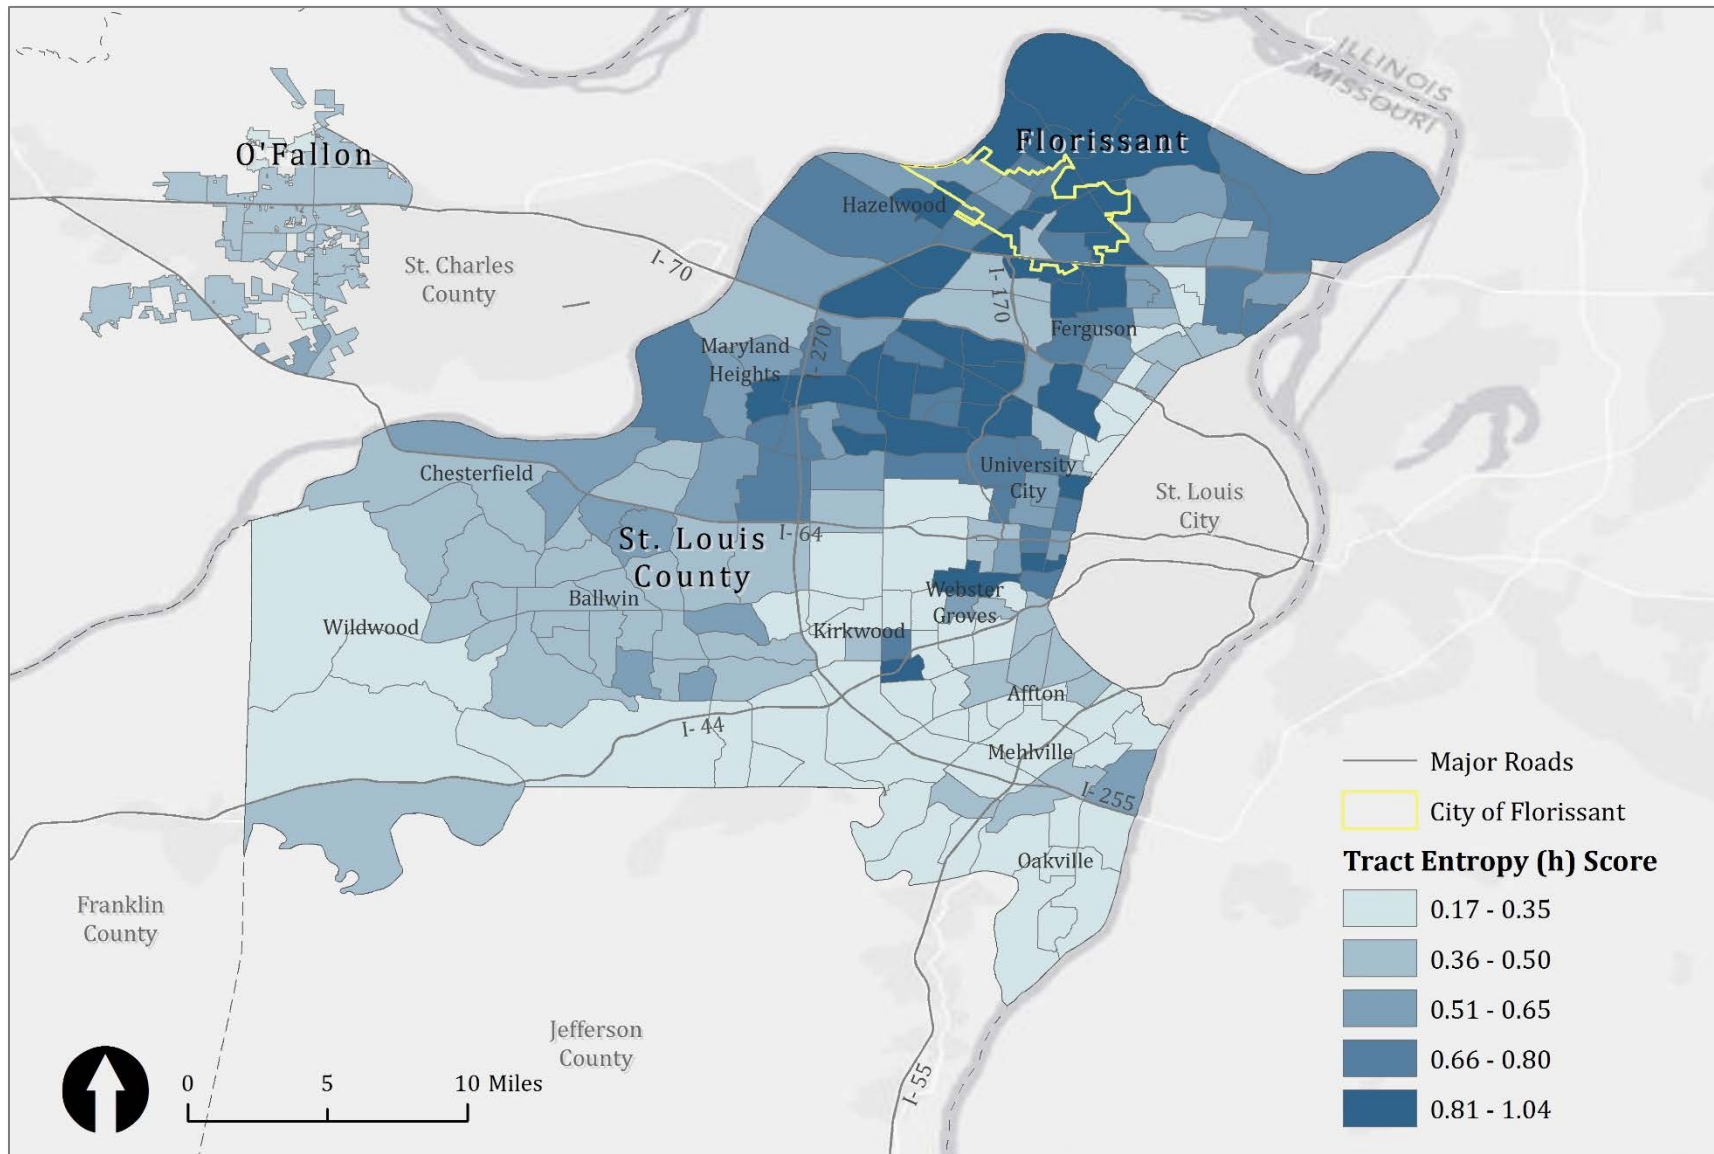 ILLINOIS
MISSOURI
O'Fallon
Florissant
Hazelwood
St. Charles
County
I- 70
I- 170
Ferguson
I- 270
Maryland
Heights
Chesterfield
University
City
St. Louis
City
St. Louis
County
I- 64
Ballwin
Webster
Groves
Wildwood
Kirkwood
Affton
I- 44
Mehlville
I- 255
Oakville
Franklin
County
Jefferson
County
I- 55
0 5 10 Miles
Major Roads
City of Florissant
Tract Entropy (h) Score
0.17 - 0.35
0.36 - 0.50
0.51 - 0.65
0.66 - 0.80
0.81 - 1.04